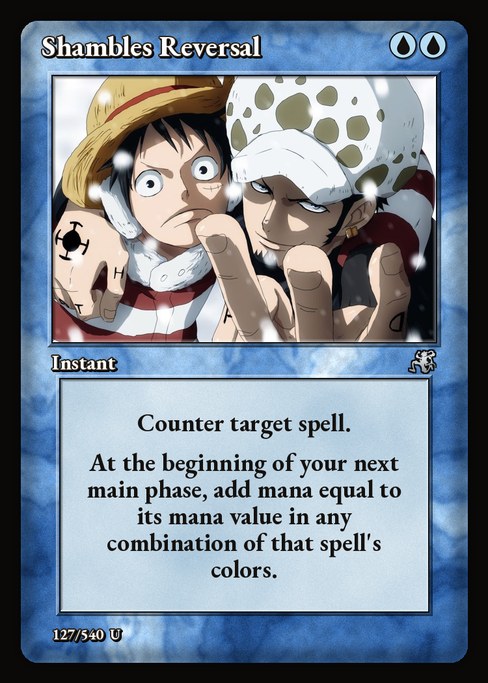 Shambles Reversal
Instant
Counter target spell.
At the beginning of your next
main phase, add mana equal to
its mana value in any
combination of that spell's
colors.
127/540 U